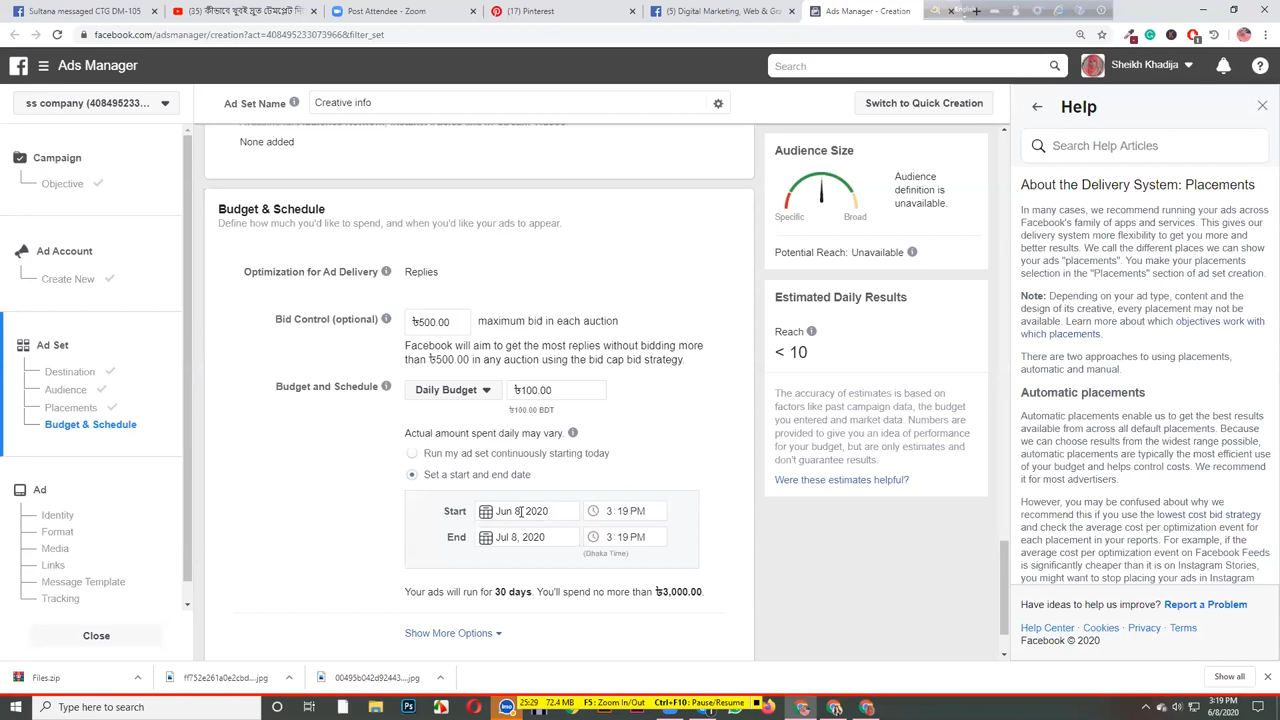 Sultana messaged CTG DM-105
(35) কীভাবে খুব দ্রুত টেমপ্লেট
Post Attendee - Zoom
(17) Pinterest
(5) Digital Marketing, Web & Gra
Ads Manager - Creation
facebook.com/adsmanager/creation?act=408495233073966&filter_set
Ads Manager
Search
Sheikh Khadija
ss company (408495233...
Ad Set Name
Creative info
Switch to Quick Creation
Help
Search Help Articles
None added
Campaign
Objective
Ad Account
Create New
Ad Set
Destination
Audience
Placements
Budget & Schedule
Ad
Identity
Format
Media
Links
Message Template
Tracking
Close
Budget & Schedule
Define how much you'd like to spend, and when you'd like your ads to appear.
Optimization for Ad Delivery
Replies
Bid Control (optional)
৳500.00
maximum bid in each auction
Facebook will aim to get the most replies without bidding more
than ৳500.00 in any auction using the bid cap bid strategy.
Budget and Schedule
Daily Budget
৳100.00
৳100.00 BDT
Actual amount spent daily may vary.
Run my ad set continuously starting today
Set a start and end date
Start
Jun 8, 2020
3:19 PM
End
Jul 8, 2020
3:19 PM
(Dhaka Time)
Your ads will run for 30 days. You'll spend no more than ৳3,000.00.
Show More Options
Audience Size
Audience
definition is
unavailable.
Specific
Broad
Potential Reach: Unavailable
Estimated Daily Results
Reach
< 10
The accuracy of estimates is based on
factors like past campaign data, the budget
you entered and market data. Numbers are
provided to give you an idea of performance
for your budget, but are only estimates and
don't guarantee results.
Were these estimates helpful?
About the Delivery System: Placements
In many cases, we recommend running your ads across
Facebook's family of apps and services. This gives our
delivery system more flexibility to get you more and
better results. We call the different places we can show
your ads "placements". You make your placements
selection in the "Placements" section of ad set creation.
Note: Depending on your ad type, content and the
design of its creative, every placement may not be
available. Learn more about which objectives work with
which placements.
There are two approaches to using placements,
automatic and manual.
Automatic placements
Automatic placements enable us to get the best results
available from across all default placements. Because
we can choose results from the widest range possible,
automatic placements are typically the most efficient use
of your budget and helps control costs. We recommend
it for most advertisers.
However, you may be confused about why we
recommend this if you use the lowest cost bid strategy
and check the average cost per optimization event for
each placement in your reports. For example, if the
average cost per optimization event on Facebook Feeds
is significantly cheaper than it is on Instagram Stories,
you might want to stop placing your ads in Instagram
Have ideas to help us improve? Report a Problem
Help Center · Cookies · Privacy · Terms
Facebook © 2020
Files.zip
ff752e261a0e2cbd....jpg
00495b042d92443...jpg
Show all
Type here to search
25:29
72.4 MB
F5: Zoom In/Out
Ctrl+F10: Pause/Resume
3:19 PM
6/8/2020